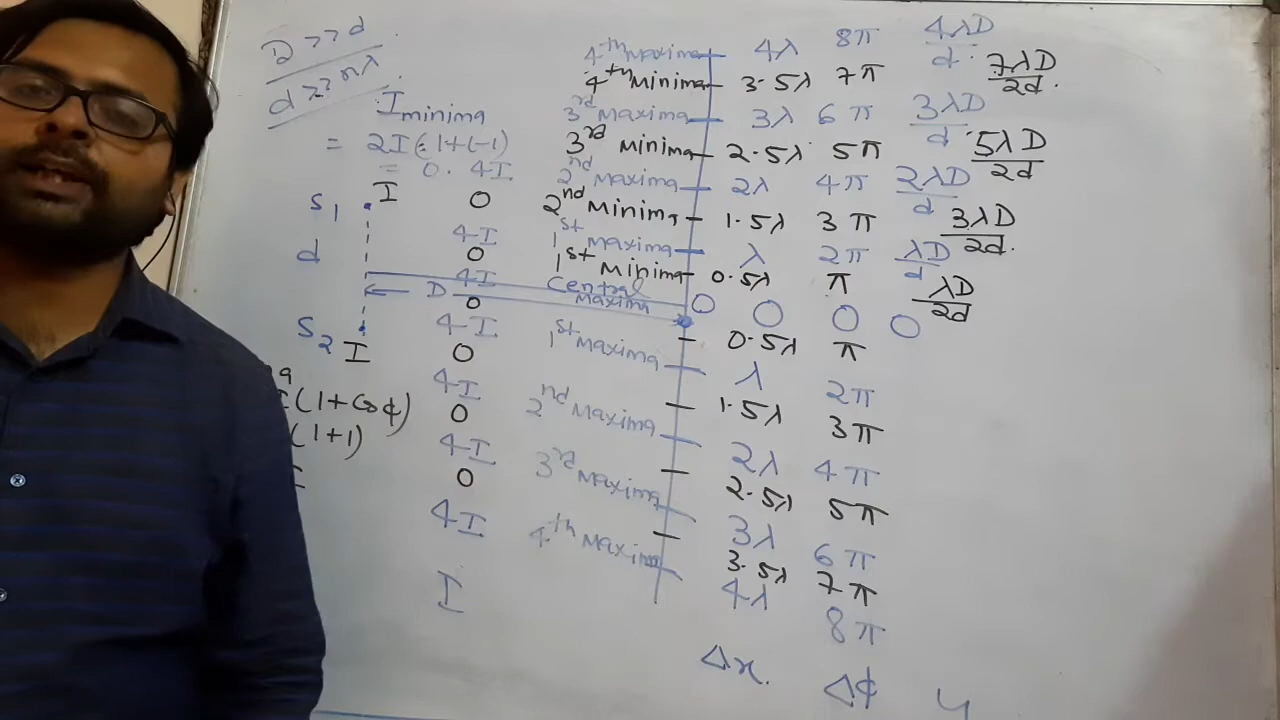 D >> d
d >> nλ
4th Maxima 4λ 8π 4λD/d
4th Minima 3.5λ 7π 7λD/2d.
I minima
3rd Maxima 3λ 6π 3λD/d
= 2I(1+(-1)
3rd Minima 2.5λ 5π 5λD/2d
= 0. 4I
2nd Maxima 2λ 4π 2λD/d
S1 I 0 2nd Minima 1.5λ 3π 3λD/2d.
4I 1st Maxima λ 2π λD/d
d 0 1st Minima 0.5λ π λD/2d
4I Central Maxima 0 0 0 0
D
0 0.5λ π
S2 4I 1st Maxima λ 2π
I 0 1.5λ 3π
4I 2nd Maxima 2λ 4π
(1+Cosϕ) 0 2.5λ 5π
(1+1) 4I 3rd Maxima 3λ 6π
0 3.5λ 7π
4I 4th Maxima 4λ 8π
I Δx. Δϕ y